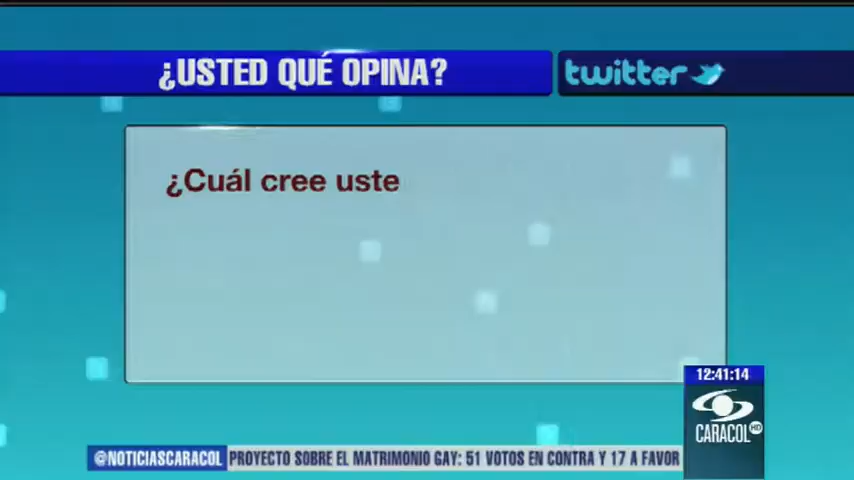 ¿USTED QUÉ OPINA?
twitter
¿Cuál cree uste
12:41:14
CARACOL HD
@NOTICIASCARACOL PROYECTO SOBRE EL MATRIMONIO GAY: 51 VOTOS EN CONTRA Y 17 A FAVOR